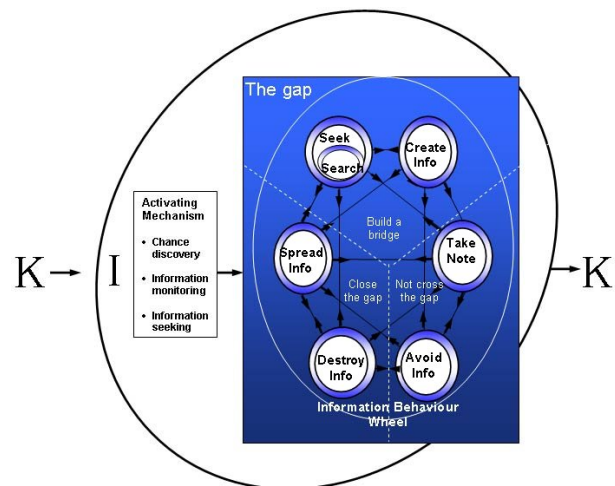 The gap
Seek
Search
Create
Info
Activating
Mechanism
• Chance
discovery
• Information
monitoring
• Information
seeking
Build a
bridge
Spread
Info
Take
Note
K
I
K
Close
the gap
Not cross
the gap
Destroy
Info
Avoid
Info
Information Behaviour
Wheel